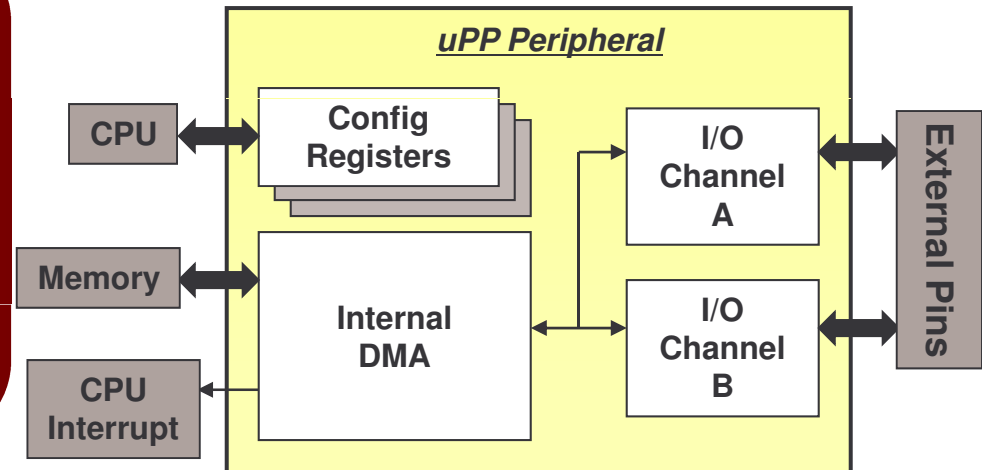 uPP Peripheral
CPU
Config
Registers
I/O
Channel
A
External Pins
Memory
Internal
DMA
I/O
Channel
B
CPU
Interrupt